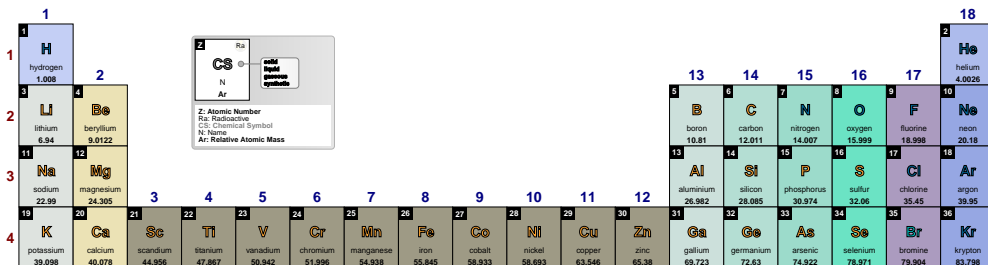 1 18
1 H hydrogen 1.008 2 He helium 4.0026
Z Ra CS N Ar solid liquid gaseous synthetic
Z: Atomic Number
Ra: Radioactive
CS: Chemical Symbol
N: Name
Ar: Relative Atomic Mass
2 13 14 15 16 17
2 3 Li lithium 6.94 4 Be beryllium 9.0122 5 B boron 10.81 6 C carbon 12.011 7 N nitrogen 14.007 8 O oxygen 15.999 9 F fluorine 18.998 10 Ne neon 20.18
3 11 Na sodium 22.99 12 Mg magnesium 24.305 13 Al aluminium 26.982 14 Si silicon 28.085 15 P phosphorus 30.974 16 S sulfur 32.06 17 Cl chlorine 35.45 18 Ar argon 39.95
3 4 5 6 7 8 9 10 11 12
4 19 K potassium 39.098 20 Ca calcium 40.078 21 Sc scandium 44.956 22 Ti titanium 47.867 23 V vanadium 50.942 24 Cr chromium 51.996 25 Mn manganese 54.938 26 Fe iron 55.845 27 Co cobalt 58.933 28 Ni nickel 58.693 29 Cu copper 63.546 30 Zn zinc 65.38 31 Ga gallium 69.723 32 Ge germanium 72.63 33 As arsenic 74.922 34 Se selenium 78.971 35 Br bromine 79.904 36 Kr krypton 83.798